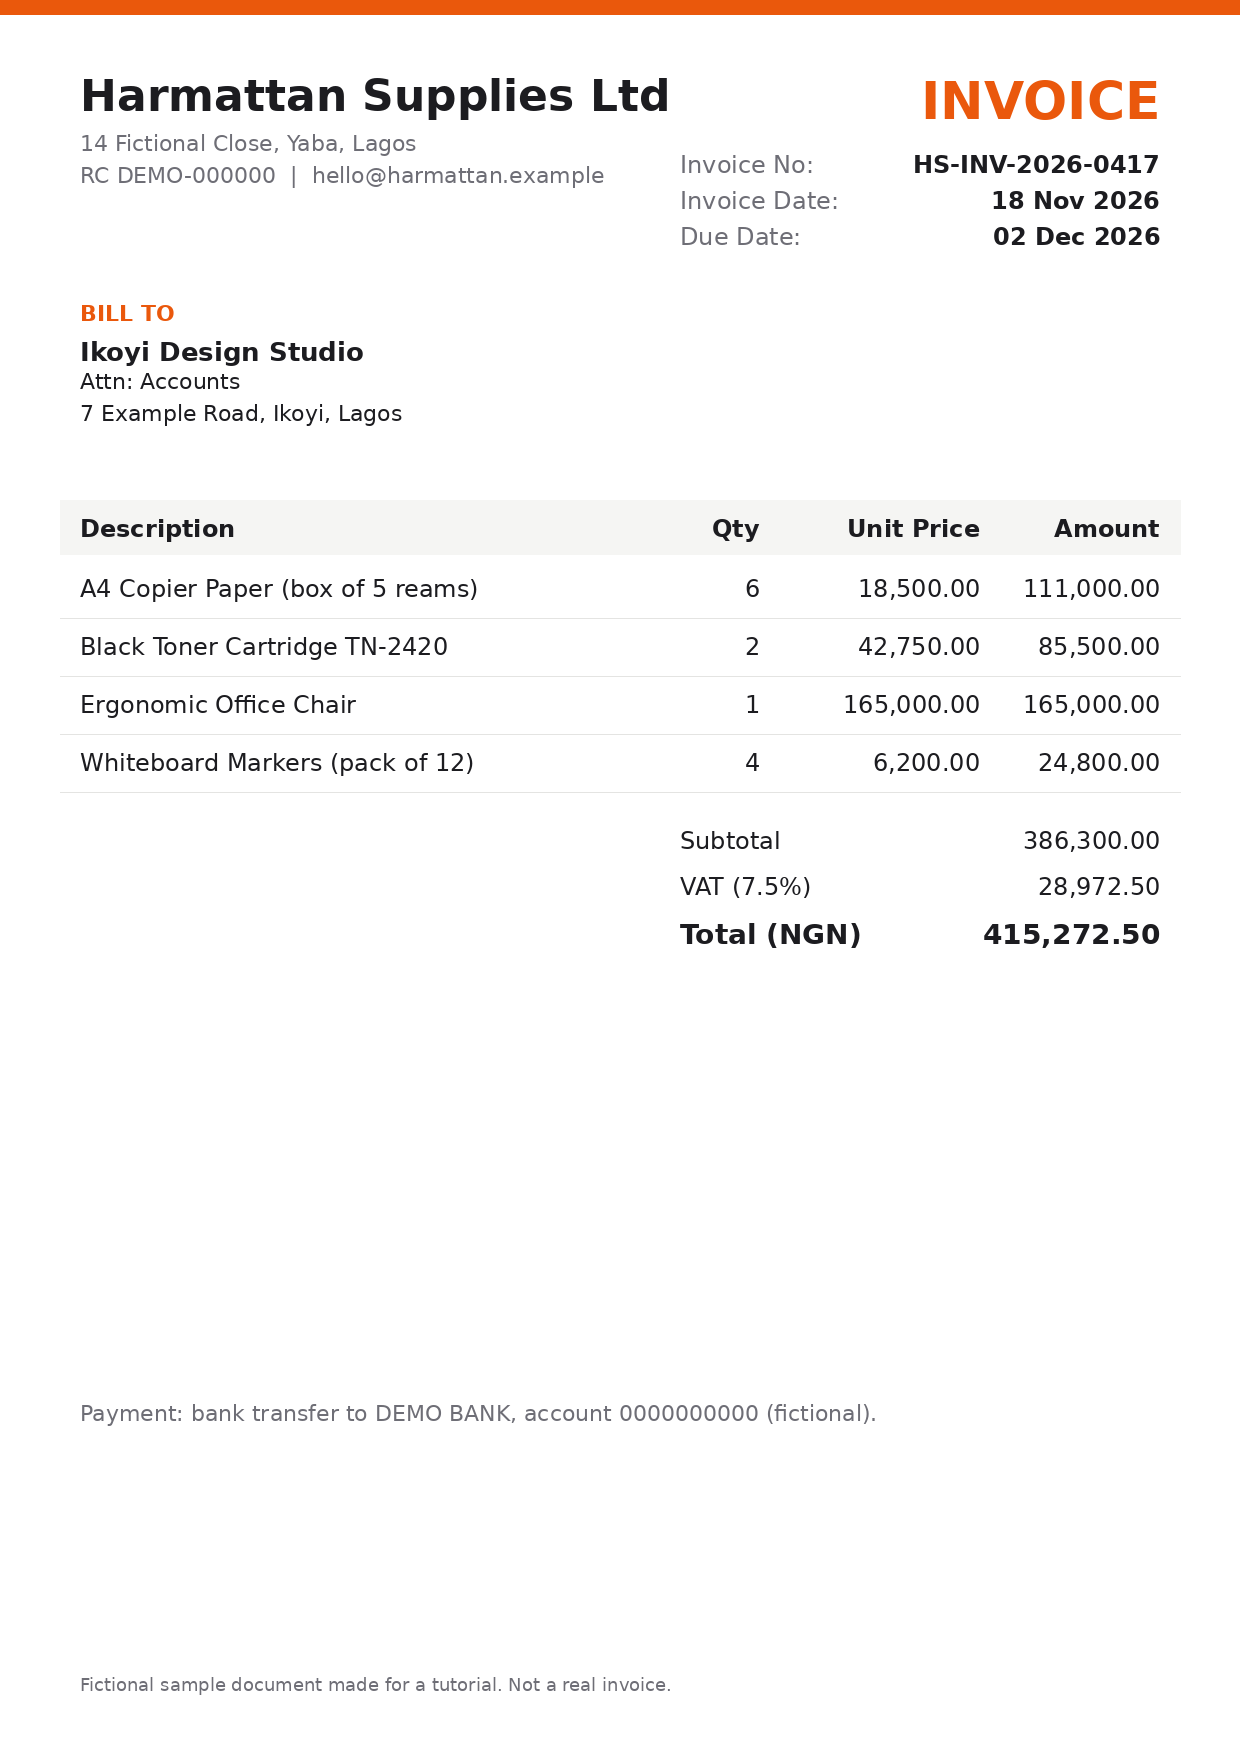 Harmattan Supplies Ltd
INVOICE
14 Fictional Close, Yaba, Lagos
RC DEMO-000000 | hello@harmattan.example
Invoice No: HS-INV-2026-0417
Invoice Date: 18 Nov 2026
Due Date: 02 Dec 2026
BILL TO
Ikoyi Design Studio
Attn: Accounts
7 Example Road, Ikoyi, Lagos
Description Qty Unit Price Amount
A4 Copier Paper (box of 5 reams) 6 18,500.00 111,000.00
Black Toner Cartridge TN-2420 2 42,750.00 85,500.00
Ergonomic Office Chair 1 165,000.00 165,000.00
Whiteboard Markers (pack of 12) 4 6,200.00 24,800.00
Subtotal 386,300.00
VAT (7.5%) 28,972.50
Total (NGN) 415,272.50
Payment: bank transfer to DEMO BANK, account 0000000000 (fictional).
Fictional sample document made for a tutorial. Not a real invoice.